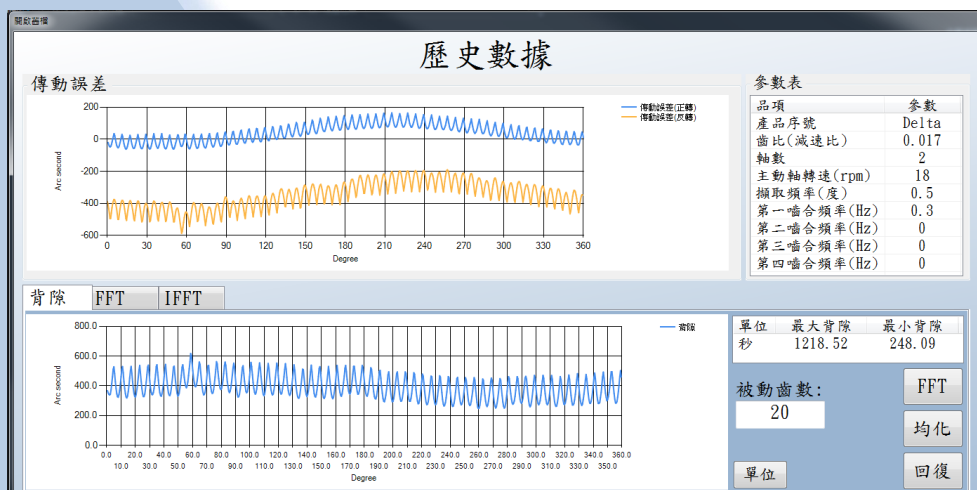 開啟舊檔
歷史數據
傳動誤差
200
0
-200
-400
-600
Arc second
0 30 60 90 120 150 180 210 240 270 300 330 360
Degree
傳動誤差(正轉)
傳動誤差(反轉)
參數表
品項 參數
產品序號 Delta
齒比(減速比) 0.017
軸數 2
主動軸轉速(rpm) 18
擷取頻率(度) 0.5
第一嚙合頻率(Hz) 0.3
第二嚙合頻率(Hz) 0
第三嚙合頻率(Hz) 0
第四嚙合頻率(Hz) 0
背隙 FFT IFFT
800.0
600.0
400.0
200.0
0.0
Arc second
0.0 20.0 40.0 60.0 80.0 100.0 120.0 140.0 160.0 180.0 200.0 220.0 240.0 260.0 280.0 300.0 320.0 340.0 360.0
10.0 30.0 50.0 70.0 90.0 110.0 130.0 150.0 170.0 190.0 210.0 230.0 250.0 270.0 290.0 310.0 330.0 350.0
Degree
背隙
單位 最大背隙 最小背隙
秒 1218.52 248.09
被動齒數:
20
FFT
均化
單位
回復